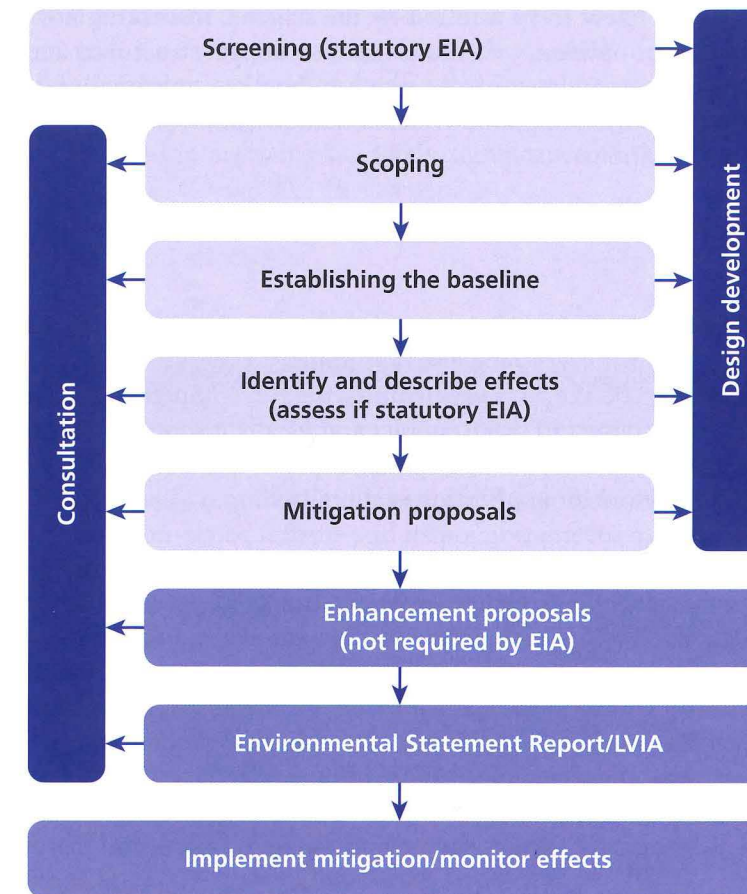 Screening (statutory EIA)
Scoping
Establishing the baseline
Identify and describe effects
(assess if statutory EIA)
Mitigation proposals
Enhancement proposals
(not required by EIA)
Environmental Statement Report/LVIA
Implement mitigation/monitor effects
Consultation
Design development